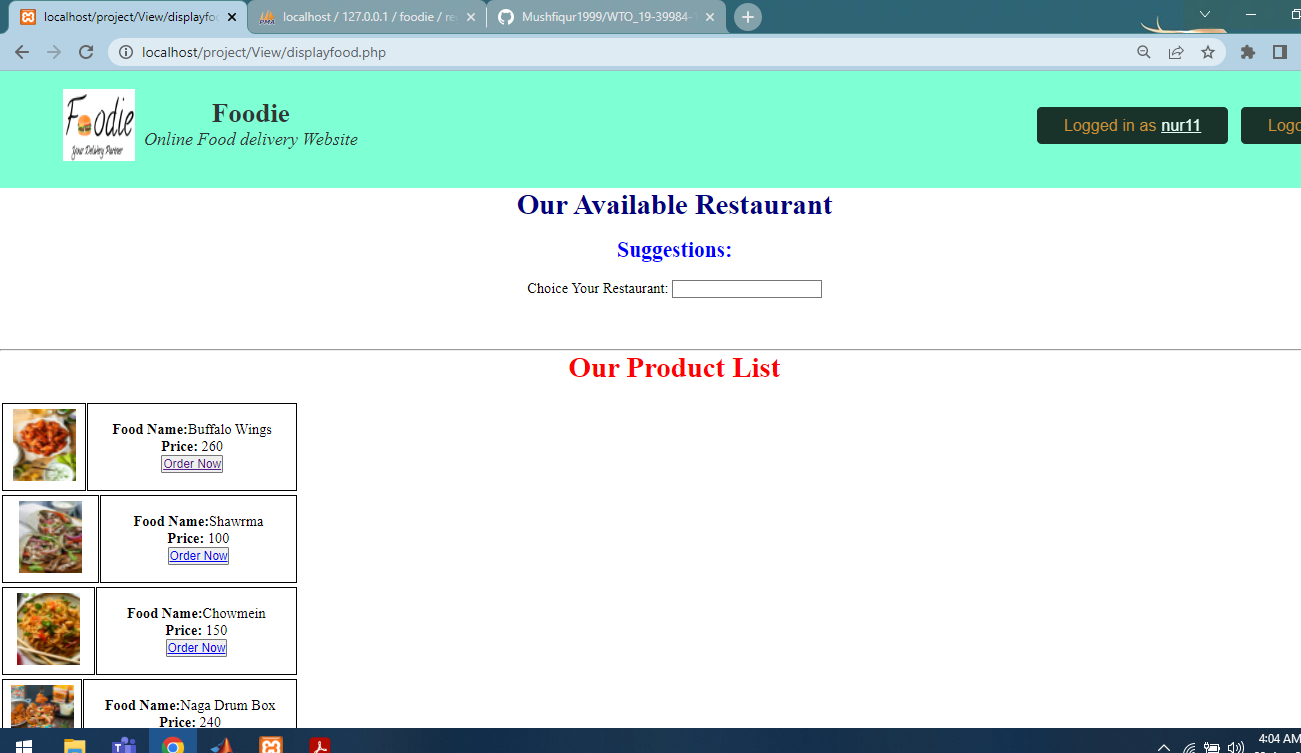 localhost/project/View/displayfo
localhost / 127.0.0.1 / foodie / re
Mushfiqur1999/WTO_19-39984-
localhost/project/View/displayfood.php
Foodie
Your Delivery Partner
Foodie
Online Food delivery Website
Logged in as nur11
Logo
Our Available Restaurant
Suggestions:
Choice Your Restaurant:
Our Product List
Food Name:Buffalo Wings
Price: 260
Order Now
Food Name:Shawrma
Price: 100
Order Now
Food Name:Chowmein
Price: 150
Order Now
Food Name:Naga Drum Box
Price: 240
4:04 AM